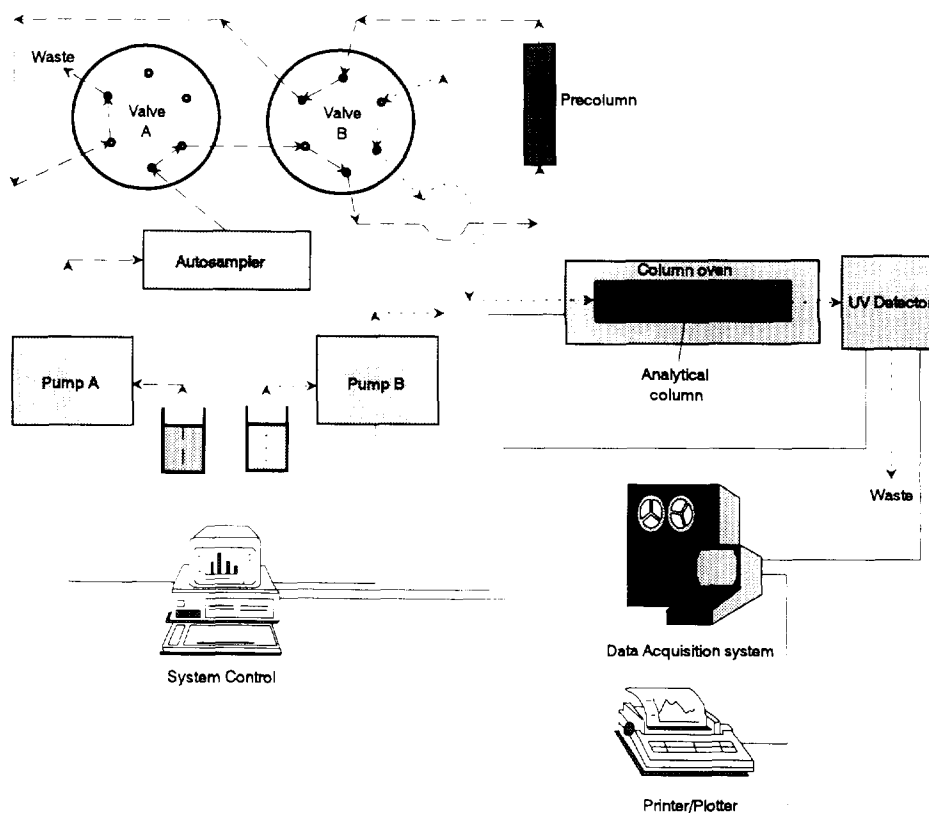 Waste
Valve
A
Valve
B
Precolumn
Autosampler
Column oven
UV Detector
Pump A
Pump B
Analytical
column
Waste
System Control
Data Acquisition system
Printer/Plotter